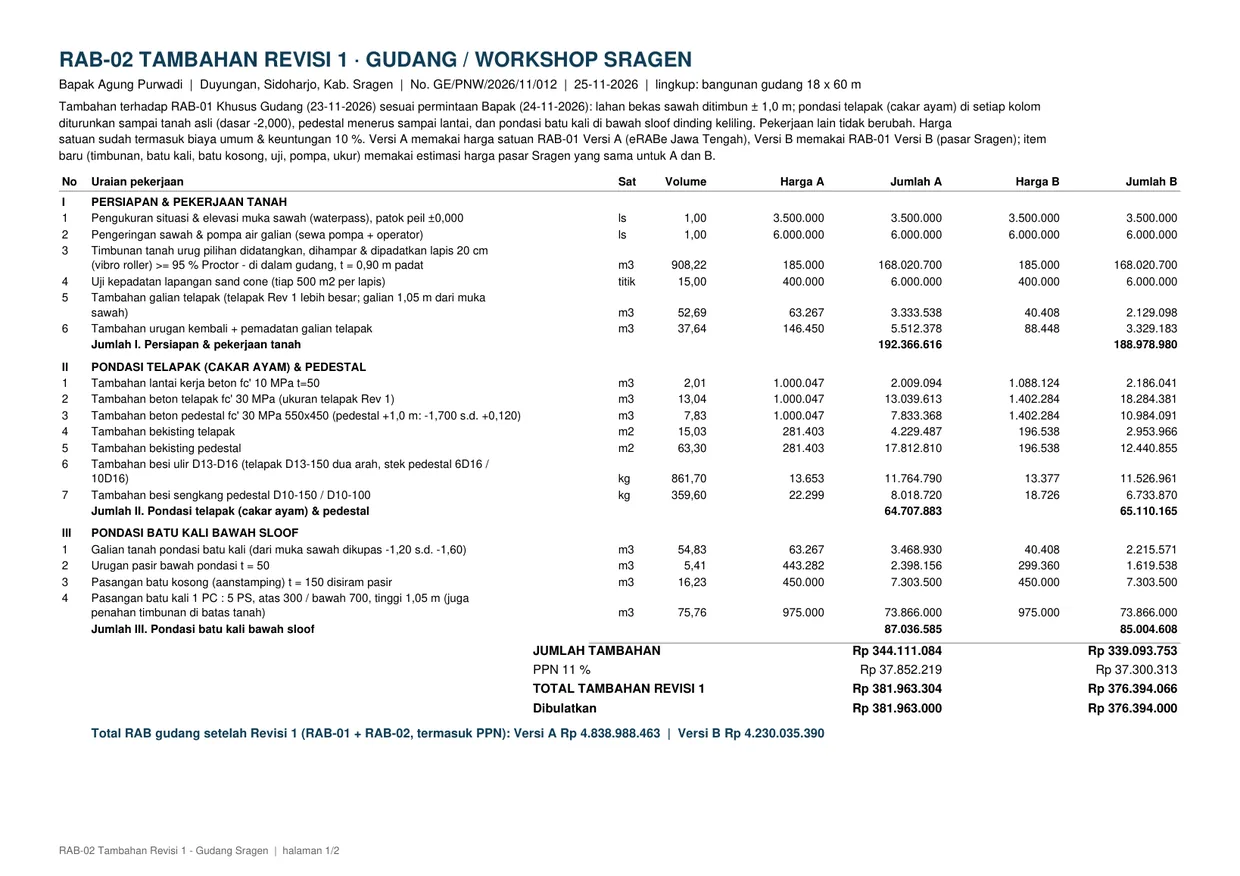 RAB-02 TAMBAHAN REVISI 1 · GUDANG / WORKSHOP SRAGEN
Bapak Agung Purwadi | Duyungan, Sidoharjo, Kab. Sragen | No. GE/PNW/2026/11/012 | 25-11-2026 | lingkup: bangunan gudang 18 x 60 m
Tambahan terhadap RAB-01 Khusus Gudang (23-11-2026) sesuai permintaan Bapak (24-11-2026): lahan bekas sawah ditimbun ± 1,0 m; pondasi telapak (cakar ayam) di setiap kolom
diturunkan sampai tanah asli (dasar -2,000), pedestal menerus sampai lantai, dan pondasi batu kali di bawah sloof dinding keliling. Pekerjaan lain tidak berubah. Harga
satuan sudah termasuk biaya umum & keuntungan 10 %. Versi A memakai harga satuan RAB-01 Versi A (eRABe Jawa Tengah), Versi B memakai RAB-01 Versi B (pasar Sragen); item
baru (timbunan, batu kali, batu kosong, uji, pompa, ukur) memakai estimasi harga pasar Sragen yang sama untuk A dan B.
No Uraian pekerjaan Sat Volume Harga A Jumlah A Harga B Jumlah B
I PERSIAPAN & PEKERJAAN TANAH
1 Pengukuran situasi & elevasi muka sawah (waterpass), patok peil ±0,000 ls 1,00 3.500.000 3.500.000 3.500.000 3.500.000
2 Pengeringan sawah & pompa air galian (sewa pompa + operator) ls 1,00 6.000.000 6.000.000 6.000.000 6.000.000
3 Timbunan tanah urug pilihan didatangkan, dihampar & dipadatkan lapis 20 cm
(vibro roller) >= 95 % Proctor - di dalam gudang, t = 0,90 m padat m3 908,22 185.000 168.020.700 185.000 168.020.700
4 Uji kepadatan lapangan sand cone (tiap 500 m2 per lapis) titik 15,00 400.000 6.000.000 400.000 6.000.000
5 Tambahan galian telapak (telapak Rev 1 lebih besar; galian 1,05 m dari muka
sawah) m3 52,69 63.267 3.333.538 40.408 2.129.098
6 Tambahan urugan kembali + pemadatan galian telapak m3 37,64 146.450 5.512.378 88.448 3.329.183
Jumlah I. Persiapan & pekerjaan tanah 192.366.616 188.978.980
II PONDASI TELAPAK (CAKAR AYAM) & PEDESTAL
1 Tambahan lantai kerja beton fc' 10 MPa t=50 m3 2,01 1.000.047 2.009.094 1.088.124 2.186.041
2 Tambahan beton telapak fc' 30 MPa (ukuran telapak Rev 1) m3 13,04 1.000.047 13.039.613 1.402.284 18.284.381
3 Tambahan beton pedestal fc' 30 MPa 550x450 (pedestal +1,0 m: -1,700 s.d. +0,120) m3 7,83 1.000.047 7.833.368 1.402.284 10.984.091
4 Tambahan bekisting telapak m2 15,03 281.403 4.229.487 196.538 2.953.966
5 Tambahan bekisting pedestal m2 63,30 281.403 17.812.810 196.538 12.440.855
6 Tambahan besi ulir D13-D16 (telapak D13-150 dua arah, stek pedestal 6D16 /
10D16) kg 861,70 13.653 11.764.790 13.377 11.526.961
7 Tambahan besi sengkang pedestal D10-150 / D10-100 kg 359,60 22.299 8.018.720 18.726 6.733.870
Jumlah II. Pondasi telapak (cakar ayam) & pedestal 64.707.883 65.110.165
III PONDASI BATU KALI BAWAH SLOOF
1 Galian tanah pondasi batu kali (dari muka sawah dikupas -1,20 s.d. -1,60) m3 54,83 63.267 3.468.930 40.408 2.215.571
2 Urugan pasir bawah pondasi t = 50 m3 5,41 443.282 2.398.156 299.360 1.619.538
3 Pasangan batu kosong (aanstamping) t = 150 disiram pasir m3 16,23 450.000 7.303.500 450.000 7.303.500
4 Pasangan batu kali 1 PC : 5 PS, atas 300 / bawah 700, tinggi 1,05 m (juga
penahan timbunan di batas tanah) m3 75,76 975.000 73.866.000 975.000 73.866.000
Jumlah III. Pondasi batu kali bawah sloof 87.036.585 85.004.608
JUMLAH TAMBAHAN Rp 344.111.084 Rp 339.093.753
PPN 11 % Rp 37.852.219 Rp 37.300.313
TOTAL TAMBAHAN REVISI 1 Rp 381.963.304 Rp 376.394.066
Dibulatkan Rp 381.963.000 Rp 376.394.000
Total RAB gudang setelah Revisi 1 (RAB-01 + RAB-02, termasuk PPN): Versi A Rp 4.838.988.463 | Versi B Rp 4.230.035.390
RAB-02 Tambahan Revisi 1 - Gudang Sragen | halaman 1/2